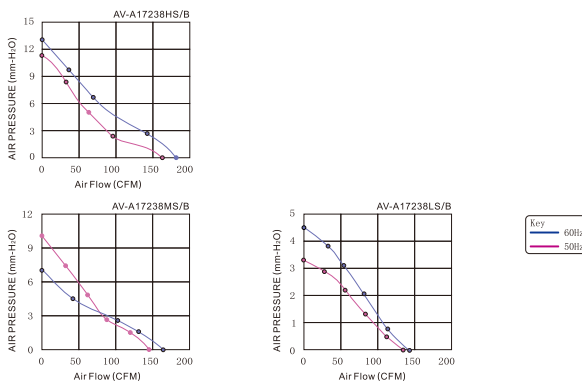 AV-A17238HS/B
AIR PRESSURE (mm-H2O)
15
12
9
6
3
0
0 50 100 150 200
Air Flow (CFM)
AV-A17238MS/B
AIR PRESSURE (mm-H2O)
12
9
6
3
0
0 50 100 150 200
Air Flow (CFM)
AV-A17238LS/B
AIR PRESSURE (mm-H2O)
5
4
3
2
1
0
0 50 100 150 200
Air Flow (CFM)
Key
60Hz
50Hz